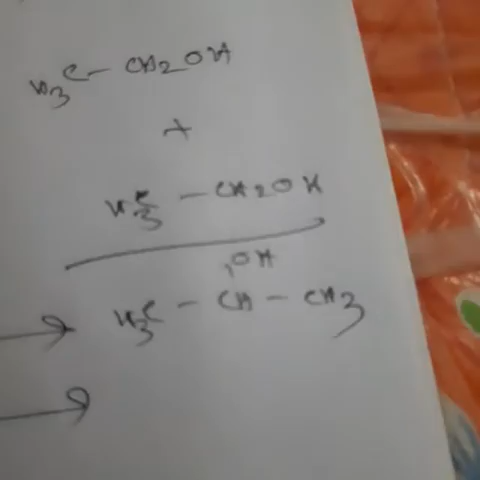 H3C - CH2OH
+
H3C - CH2OH
OH
H3C - CH - CH3